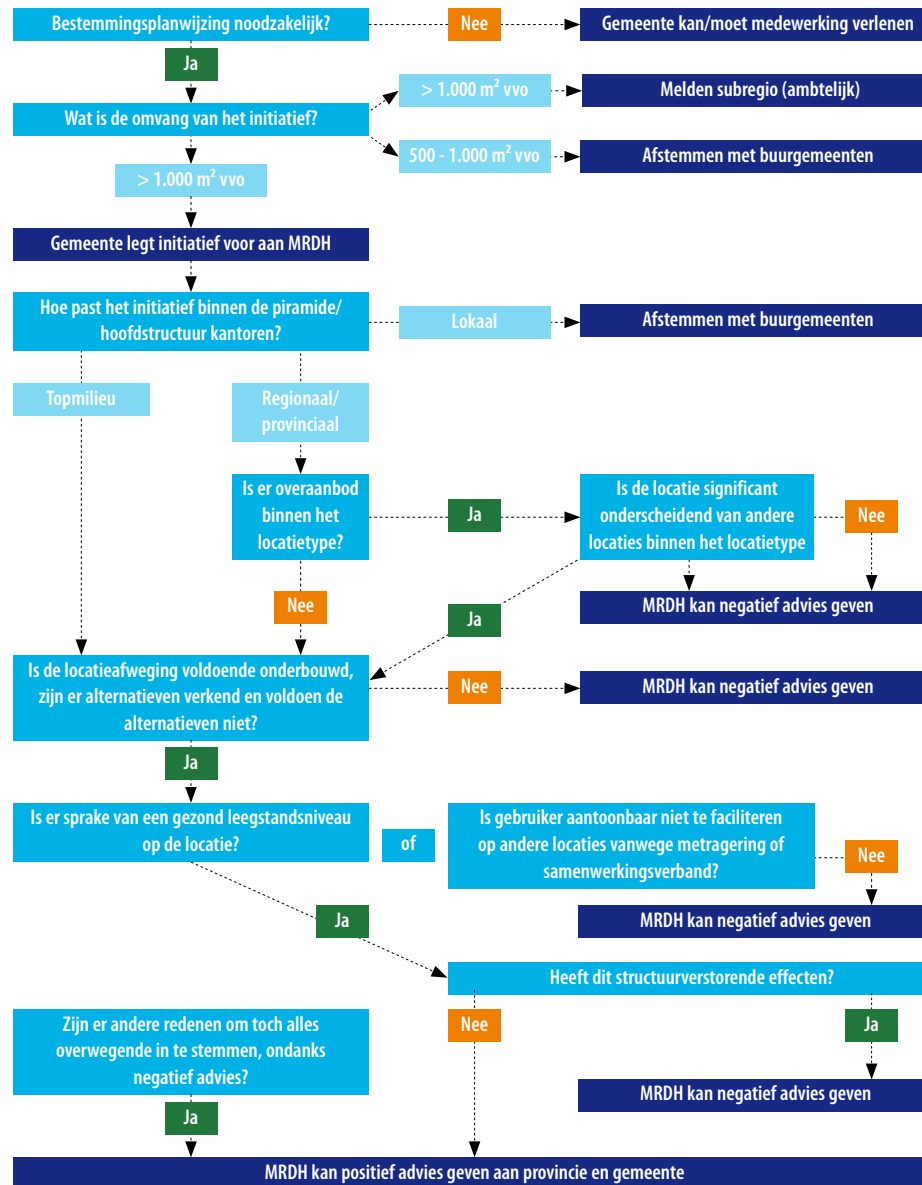 Bestemmingsplanwijzing noodzakelijk?
Nee
Gemeente kan/moet medewerking verlenen
Ja
> 1.000 m² vvo
Melden subregio (ambtelijk)
Wat is de omvang van het initiatief?
500 - 1.000 m² vvo
Afstemmen met buurgemeenten
> 1.000 m² vvo
Gemeente legt initiatief voor aan MRDH
Hoe past het initiatief binnen de piramide/
hoofdstructuur kantoren?
Lokaal
Afstemmen met buurgemeenten
Topmilieu
Regionaal/
provinciaal
Is er overaanbod
binnen het
locatietype?
Ja
Is de locatie significant
onderscheidend van andere
locaties binnen het locatietype
Nee
MRDH kan negatief advies geven
Nee
Ja
Is de locatieafweging voldoende onderbouwd,
zijn er alternatieven verkend en voldoen de
alternatieven niet?
Nee
MRDH kan negatief advies geven
Ja
Is er sprake van een gezond leegstandsniveau
op de locatie?
of
Is gebruiker aantoonbaar niet te faciliteren
op andere locaties vanwege metragering of
samenwerkingsverband?
Nee
MRDH kan negatief advies geven
Ja
Heeft dit structuurverstorende effecten?
Zijn er andere redenen om toch alles
overwegende in te stemmen, ondanks
negatief advies?
Nee
Ja
MRDH kan negatief advies geven
Ja
MRDH kan positief advies geven aan provincie en gemeente